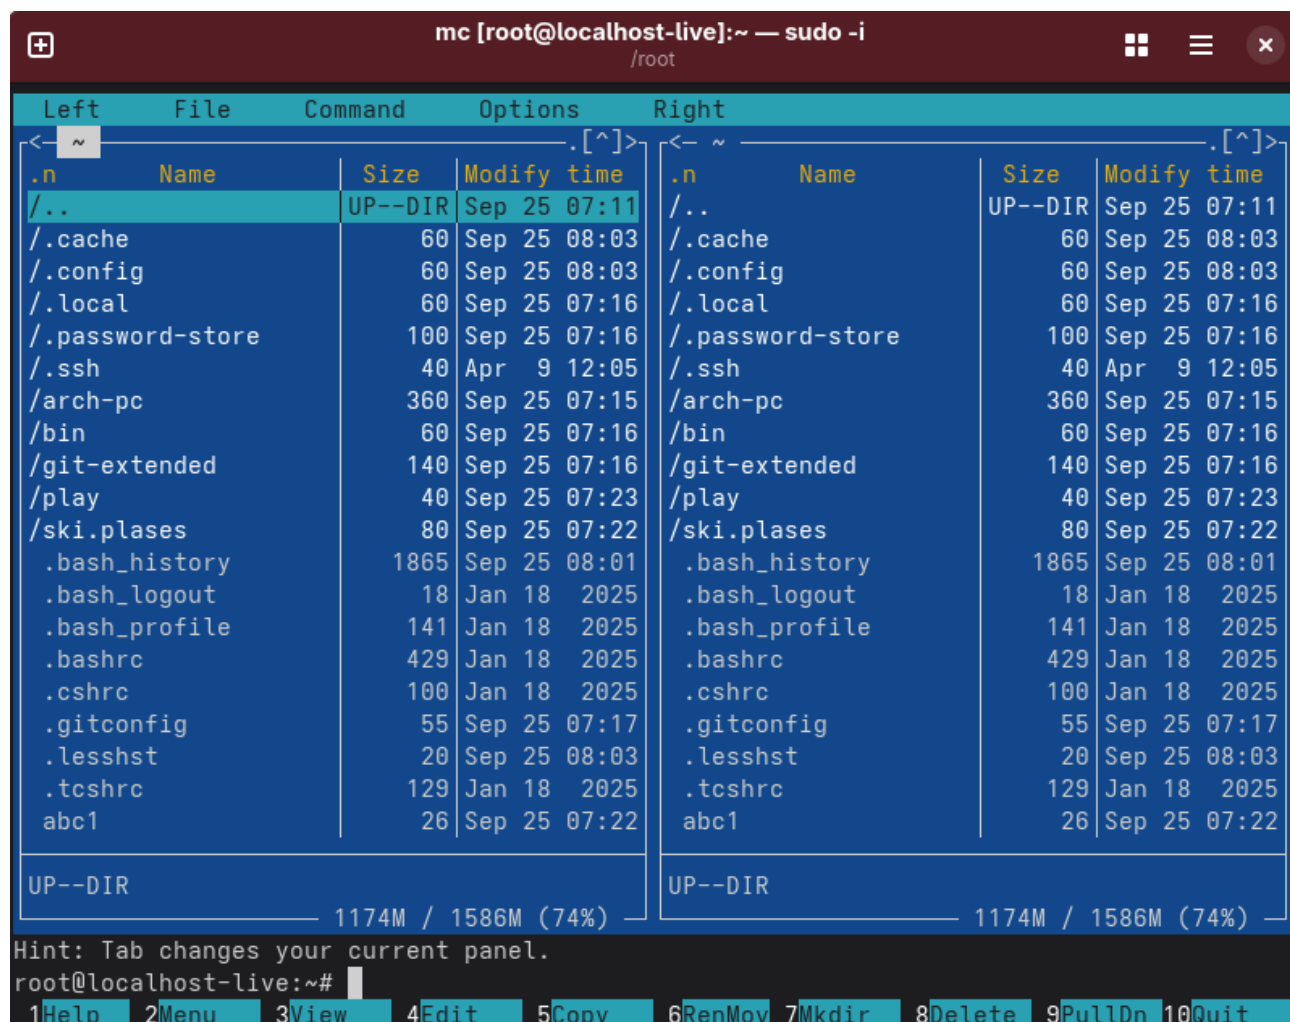 mc [root@localhost-live]:~ — sudo -i
/root
Left File Command Options Right
<─ ~ ─.[^]>┐ <─ ~ ─.[^]>┐
.n Name Size Modify time .n Name Size Modify time
/.. UP--DIR Sep 25 07:11 /.. UP--DIR Sep 25 07:11
/.cache 60 Sep 25 08:03 /.cache 60 Sep 25 08:03
/.config 60 Sep 25 08:03 /.config 60 Sep 25 08:03
/.local 60 Sep 25 07:16 /.local 60 Sep 25 07:16
/.password-store 100 Sep 25 07:16 /.password-store 100 Sep 25 07:16
/.ssh 40 Apr 9 12:05 /.ssh 40 Apr 9 12:05
/arch-pc 360 Sep 25 07:15 /arch-pc 360 Sep 25 07:15
/bin 60 Sep 25 07:16 /bin 60 Sep 25 07:16
/git-extended 140 Sep 25 07:16 /git-extended 140 Sep 25 07:16
/play 40 Sep 25 07:23 /play 40 Sep 25 07:23
/ski.plases 80 Sep 25 07:22 /ski.plases 80 Sep 25 07:22
.bash_history 1865 Sep 25 08:01 .bash_history 1865 Sep 25 08:01
.bash_logout 18 Jan 18 2025 .bash_logout 18 Jan 18 2025
.bash_profile 141 Jan 18 2025 .bash_profile 141 Jan 18 2025
.bashrc 429 Jan 18 2025 .bashrc 429 Jan 18 2025
.cshrc 100 Jan 18 2025 .cshrc 100 Jan 18 2025
.gitconfig 55 Sep 25 07:17 .gitconfig 55 Sep 25 07:17
.lesshst 20 Sep 25 08:03 .lesshst 20 Sep 25 08:03
.tcshrc 129 Jan 18 2025 .tcshrc 129 Jan 18 2025
abc1 26 Sep 25 07:22 abc1 26 Sep 25 07:22
UP--DIR UP--DIR
1174M / 1586M (74%) 1174M / 1586M (74%)
Hint: Tab changes your current panel.
root@localhost-live:~#
1Help 2Menu 3View 4Edit 5Copy 6RenMov 7Mkdir 8Delete 9PullDn 10Quit